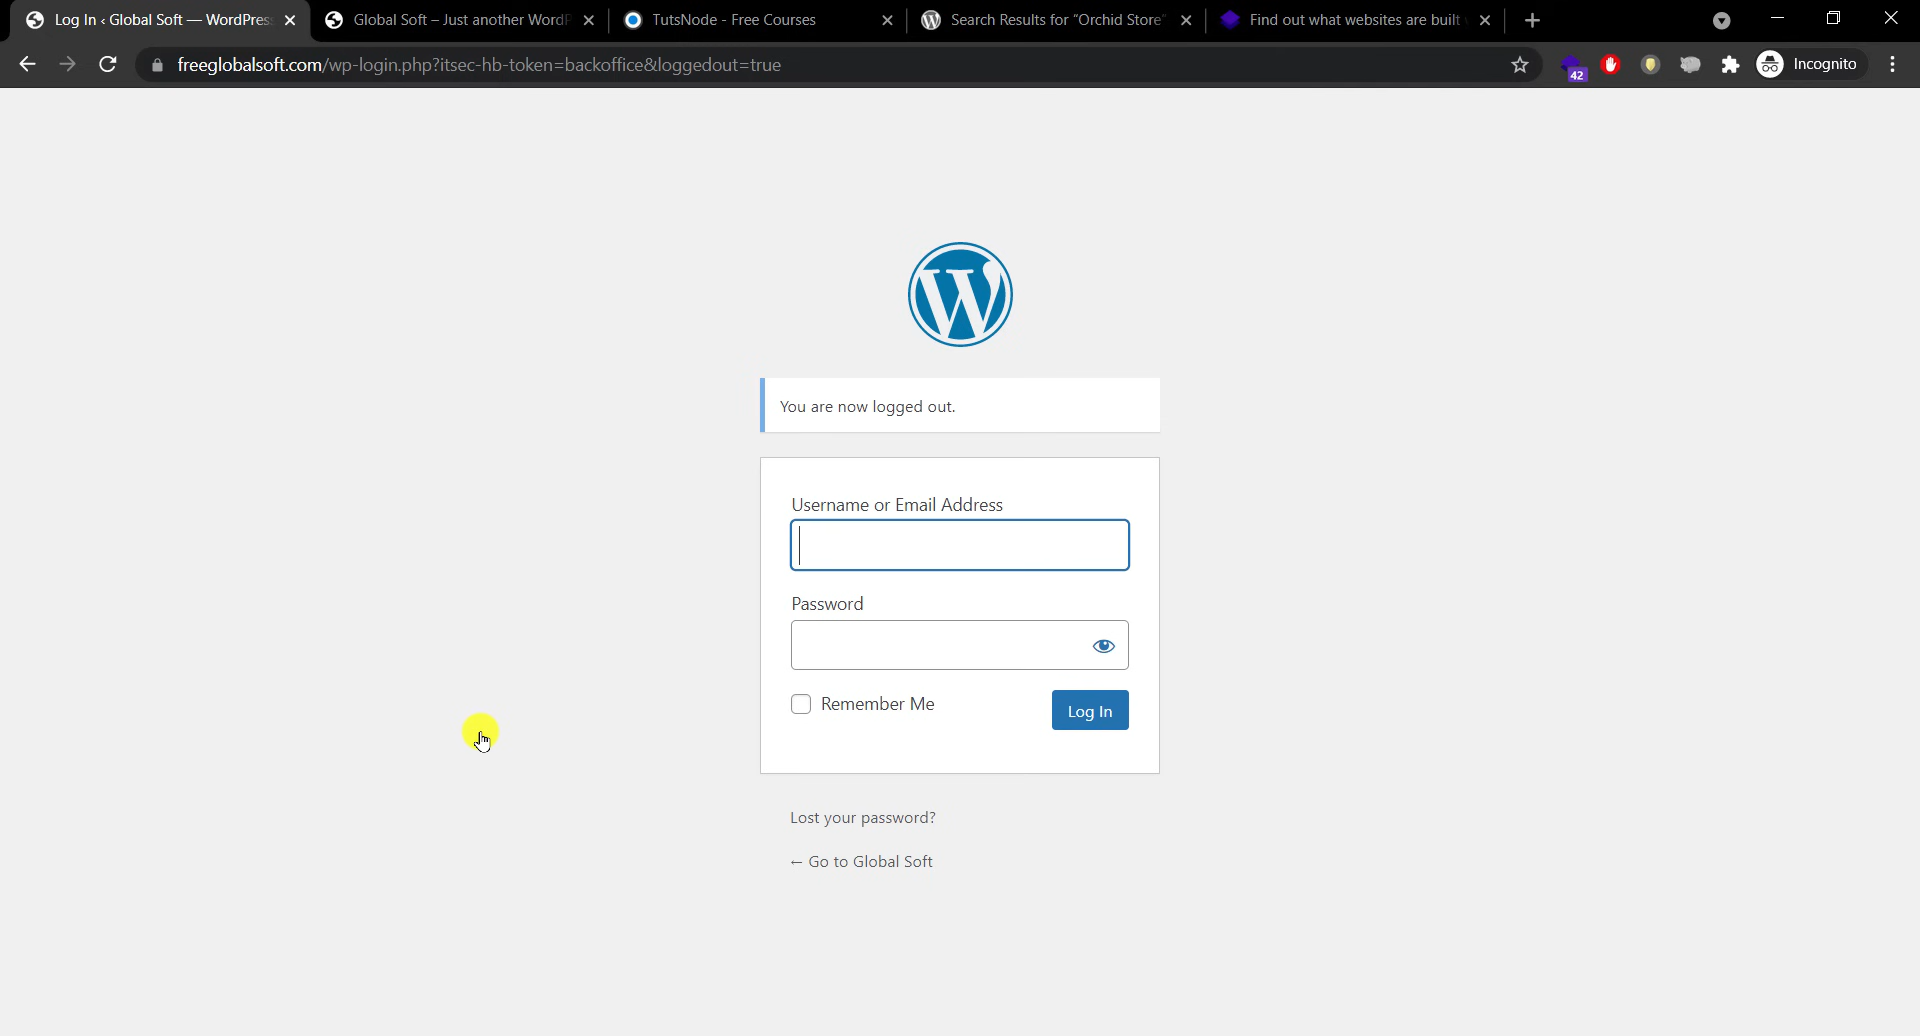 Log In ‹ Global Soft — WordPress
Global Soft – Just another WordP
TutsNode - Free Courses
Search Results for “Orchid Store”
Find out what websites are built
freeglobalsoft.com/wp-login.php?itsec-hb-token=backoffice&loggedout=true
42
Incognito
You are now logged out.
Username or Email Address
Password
Remember Me
Log In
Lost your password?
← Go to Global Soft